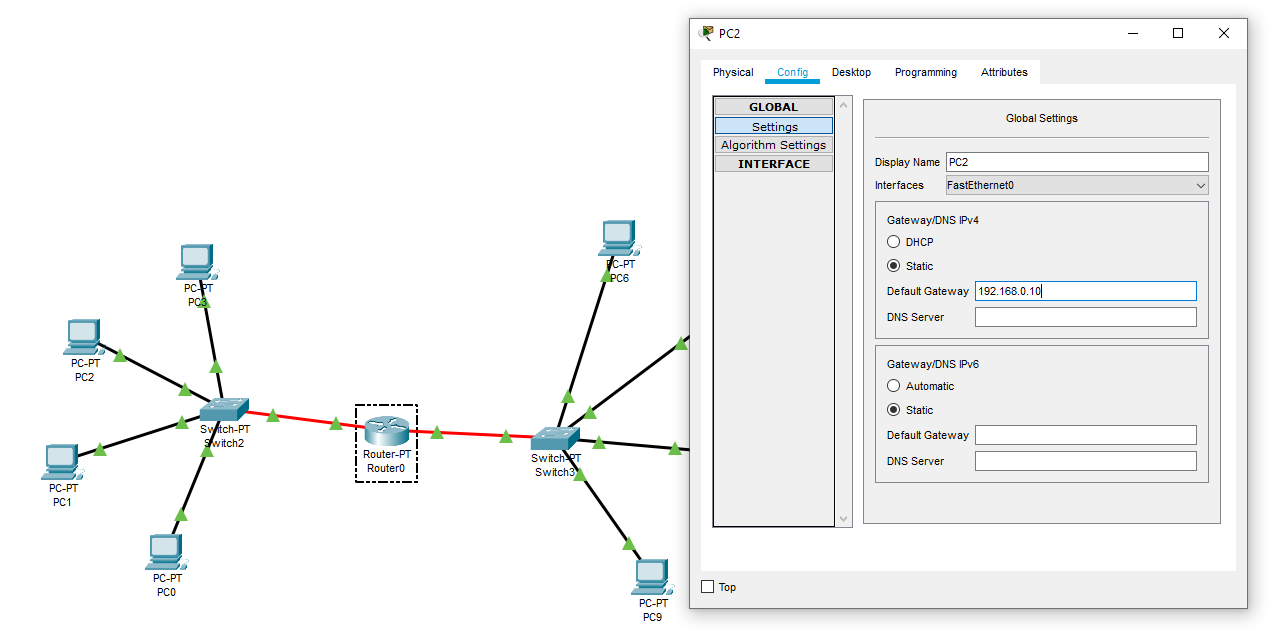 PC2
Physical Config Desktop Programming Attributes
GLOBAL
Settings
Algorithm Settings
INTERFACE
Global Settings
Display Name PC2
Interfaces FastEthernet0
Gateway/DNS IPv4
DHCP
Static
Default Gateway 192.168.0.10
DNS Server
Gateway/DNS IPv6
Automatic
Static
Default Gateway
DNS Server
Top
PC-PT
PC3
PC-PT
PC2
PC-PT
PC1
PC-PT
PC0
Switch-PT
Switch2
Router-PT
Router0
Switch-PT
Switch3
PC-PT
PC6
PC-PT
PC9